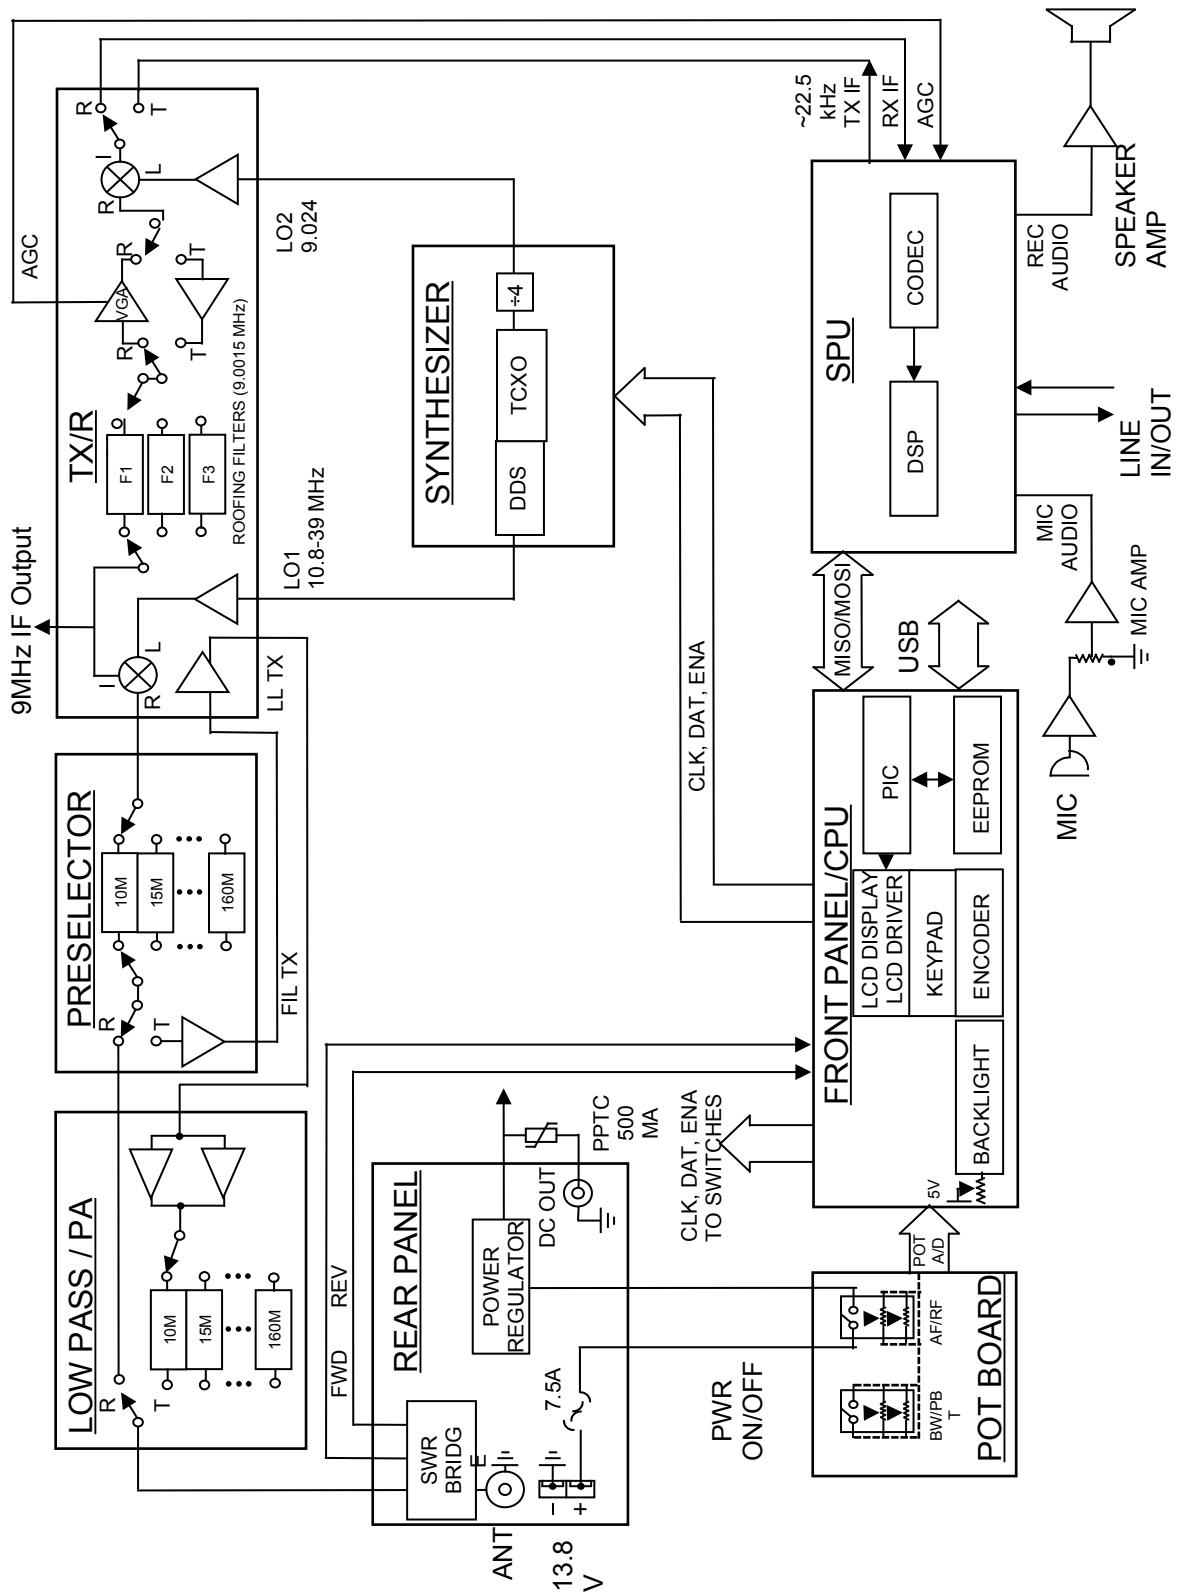 LOW PASS / PA
R
T
10M
15M
160M
PRESELECTOR
R
T
10M
15M
160M
FIL TX
LL TX
9MHz IF Output
TX/R
I
R
L
F1
F2
F3
ROOFING FILTERS (9.0015 MHz)
R
T
VGA
R
T
R
I
L
R
T
AGC
LO1
10.8-39 MHz
LO2
9.024
SYNTHESIZER
DDS
TCXO
÷4
~22.5
kHz
TX IF
RX IF
AGC
REAR PANEL
FWD
REV
SWR
BRIDG
E
ANT
13.8
V
-
+
7.5A
POWER
REGULATOR
DC OUT
PPTC
500
MA
CLK, DAT, ENA
TO SWITCHES
CLK, DAT, ENA
PWR
ON/OFF
POT BOARD
BW/PB
T
AF/RF
POT
A/D
FRONT PANEL/CPU
5V
BACKLIGHT
LCD DISPLAY
LCD DRIVER
KEYPAD
ENCODER
PIC
EEPROM
MISO/MOSI
USB
SPU
DSP
CODEC
MIC
MIC AMP
MIC
AUDIO
LINE
IN/OUT
REC
AUDIO
SPEAKER
AMP